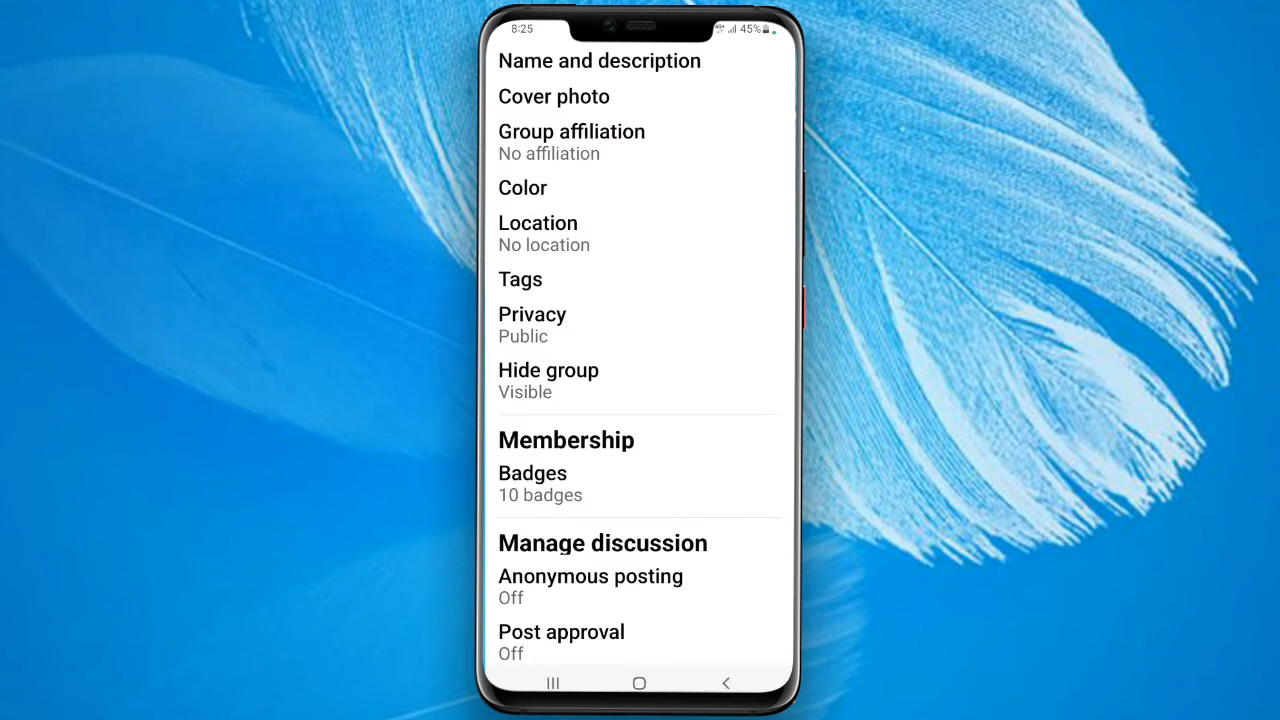 8:25
45%
Name and description
Cover photo
Group affiliation
No affiliation
Color
Location
No location
Tags
Privacy
Public
Hide group
Visible
Membership
Badges
10 badges
Manage discussion
Anonymous posting
Off
Post approval
Off